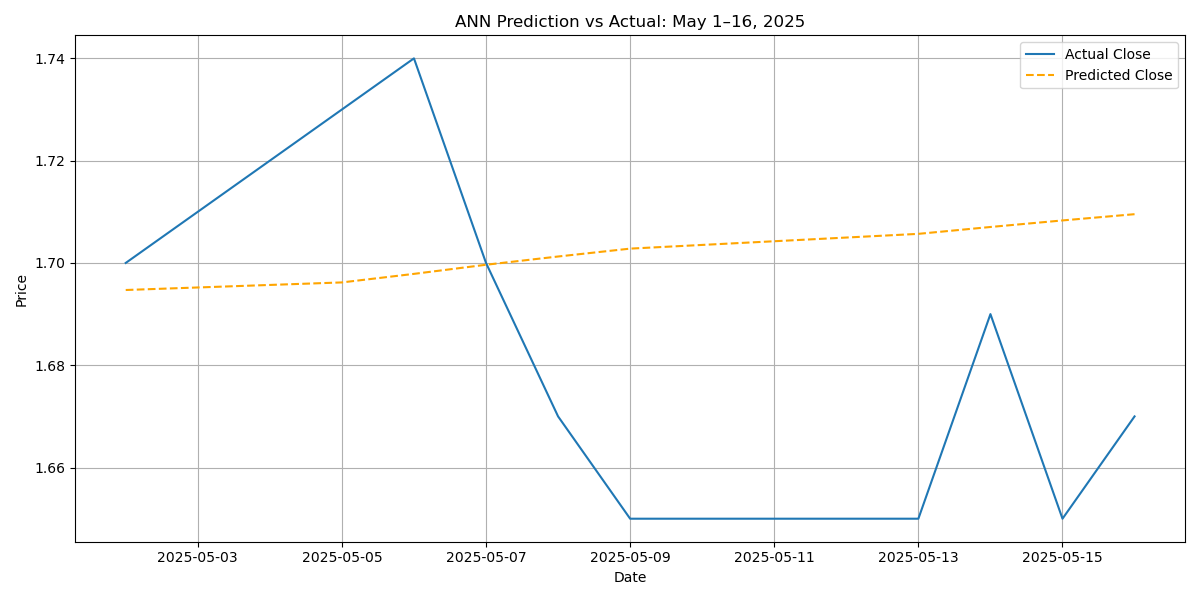 ANN Prediction vs Actual: May 1–16, 2025
Actual Close
Predicted Close
1.74
1.72
1.70
1.68
1.66
Price
2025-05-03
2025-05-05
2025-05-07
2025-05-09
2025-05-11
2025-05-13
2025-05-15
Date